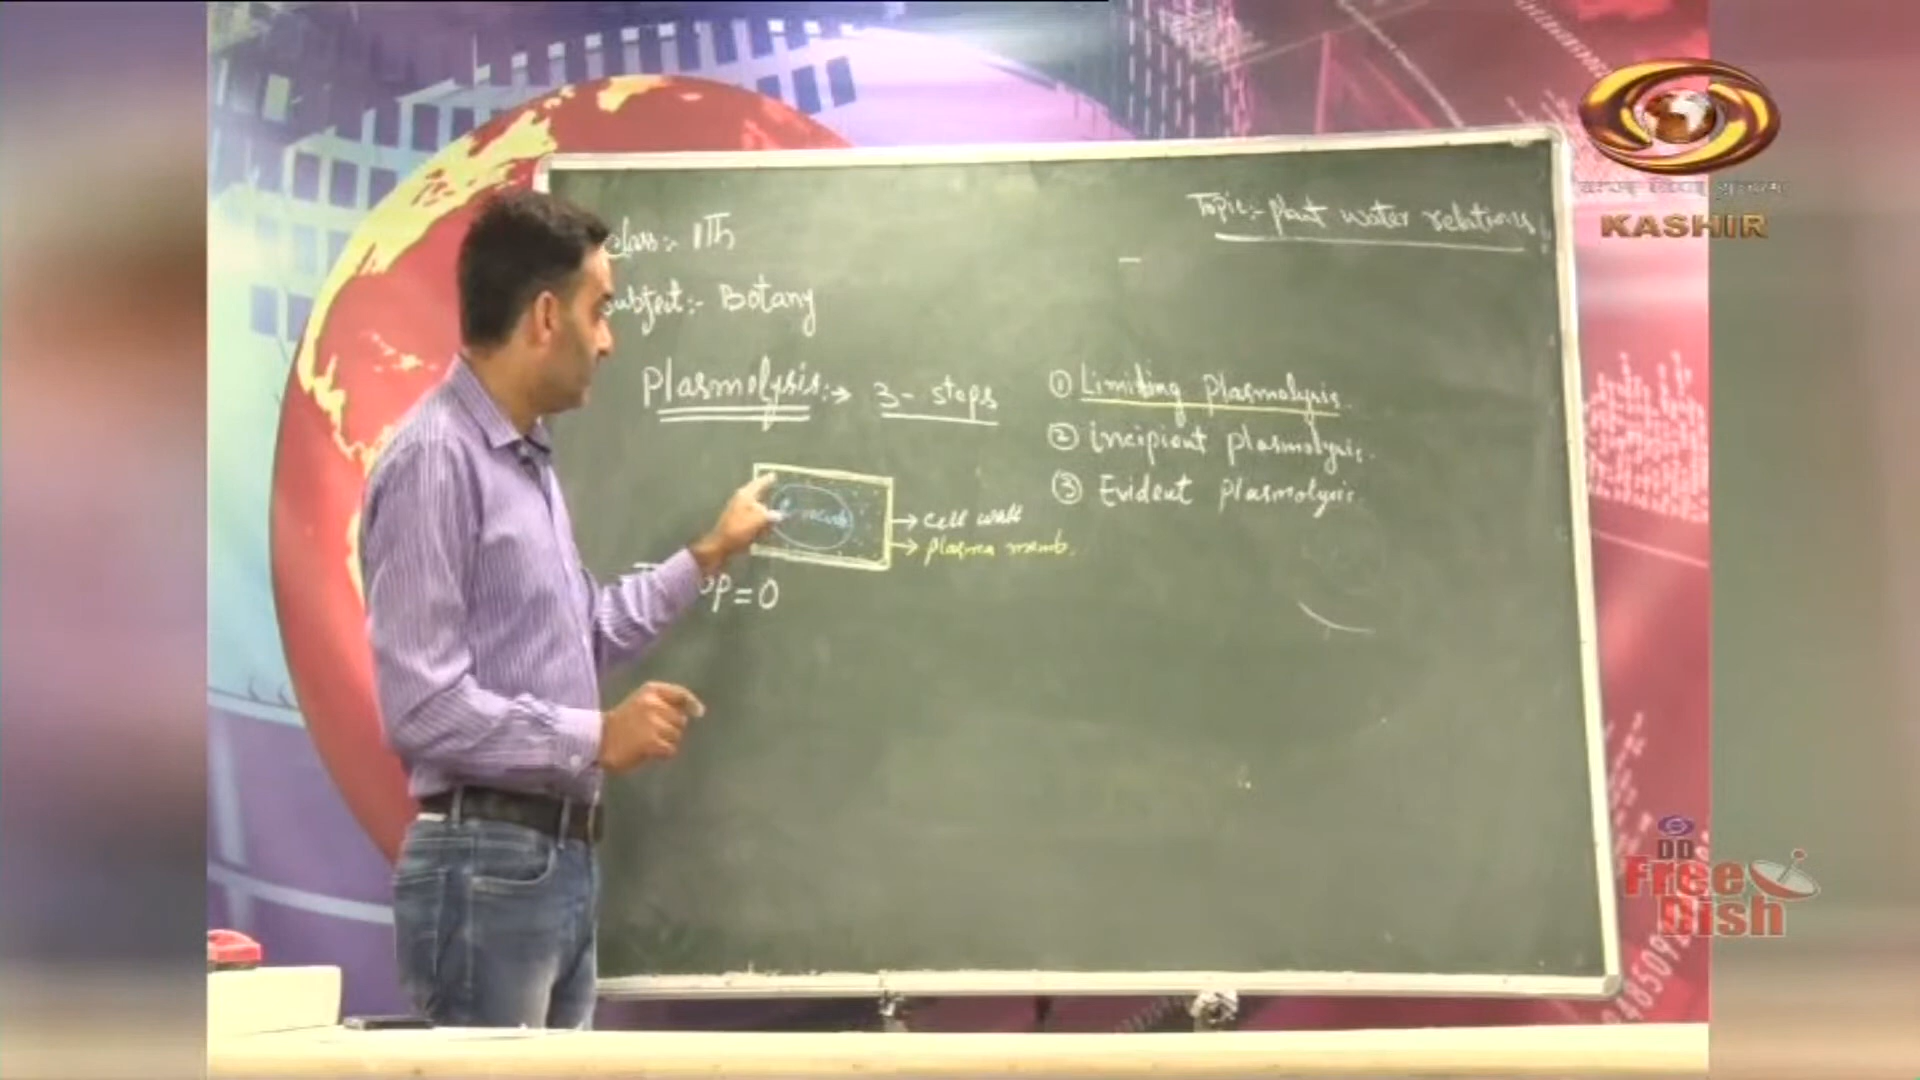 Topic:- Plant water relations
KASHIR
Class:- 11Th
Subject:- Botany
Plasmolysis:→ 3- steps
① Limiting Plasmolysis.
② incipient plasmolysis.
③ Evident Plasmolysis.
→ Cell wall
→ Plasma memb.
P=0
DD
Free
Dish